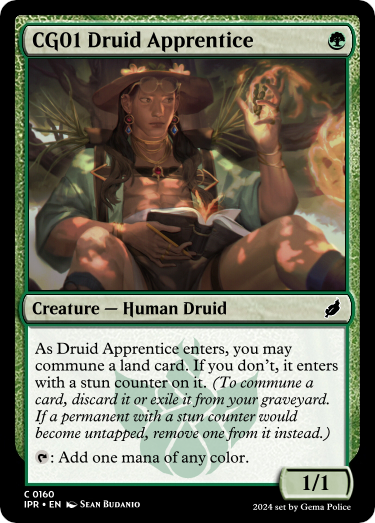 CG01 Druid Apprentice
Creature — Human Druid
As Druid Apprentice enters, you may
commune a land card. If you don't, it enters
with a stun counter on it. (To commune a
card, discard it or exile it from your graveyard.
If a permanent with a stun counter would
become untapped, remove one from it instead.)
: Add one mana of any color.
1/1
C 0160
IPR • EN Sean Budanio
2024 set by Gema Police